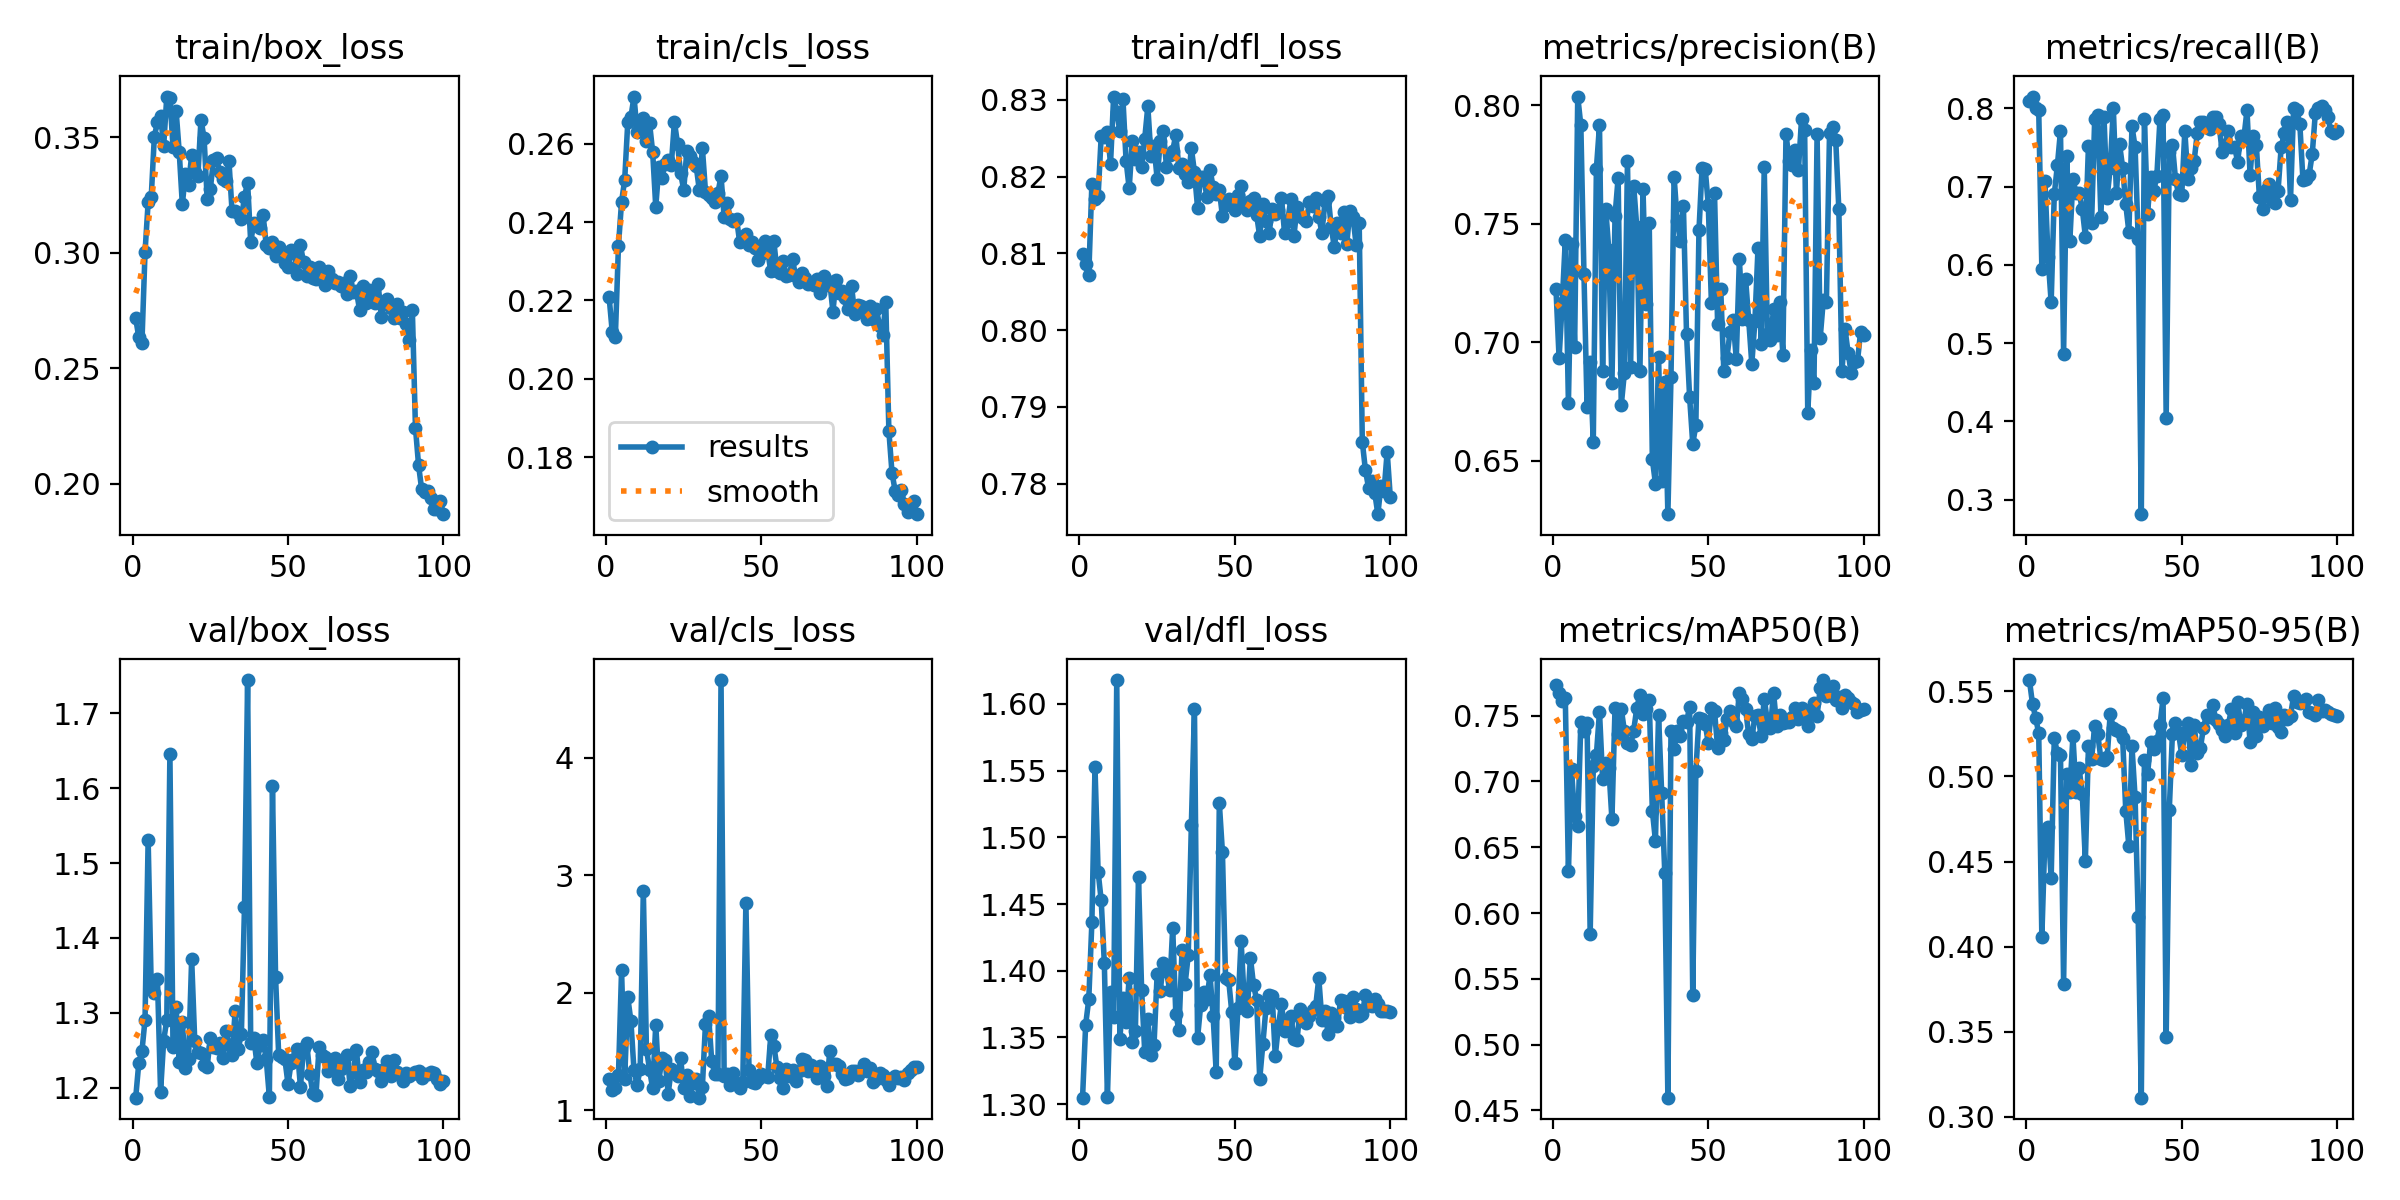 train/box_loss
train/cls_loss
train/dfl_loss
metrics/precision(B)
metrics/recall(B)
0.35
0.30
0.25
0.20
0 50 100
0.26
0.24
0.22
0.20
0.18
results
smooth
0 50 100
0.83
0.82
0.81
0.80
0.79
0.78
0 50 100
0.80
0.75
0.70
0.65
0 50 100
0.8
0.7
0.6
0.5
0.4
0.3
0 50 100
val/box_loss
val/cls_loss
val/dfl_loss
metrics/mAP50(B)
metrics/mAP50-95(B)
1.7
1.6
1.5
1.4
1.3
1.2
0 50 100
4
3
2
1
0 50 100
1.60
1.55
1.50
1.45
1.40
1.35
1.30
0 50 100
0.75
0.70
0.65
0.60
0.55
0.50
0.45
0 50 100
0.55
0.50
0.45
0.40
0.35
0.30
0 50 100